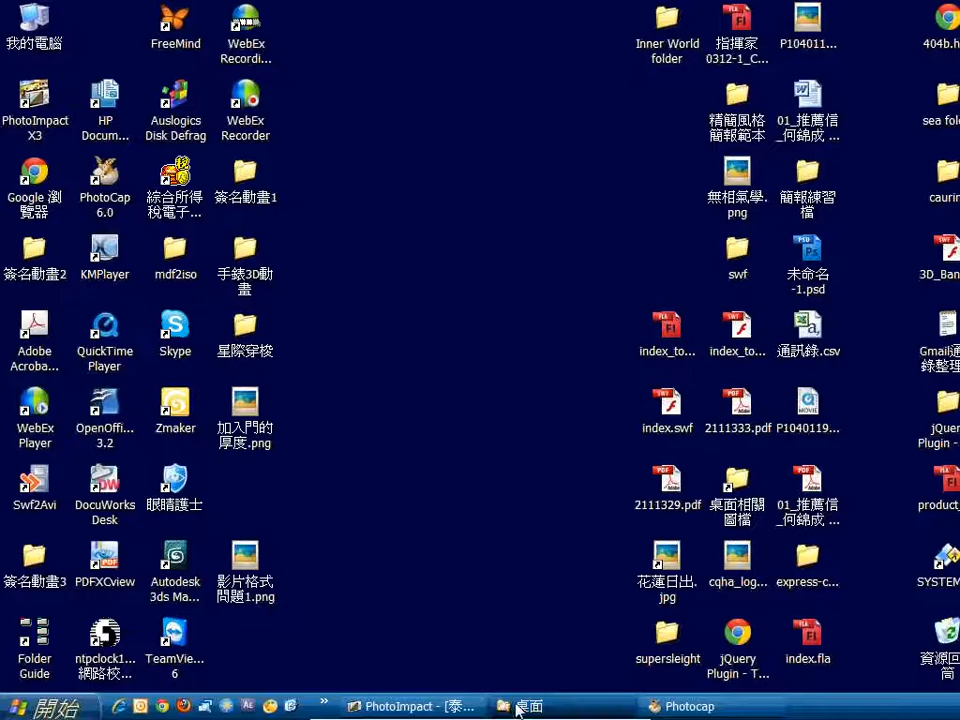 我的電腦
FreeMind
WebEx
Recordi...
Inner World
folder
指揮家
0312-1_C...
P104011...
404b.h
PhotoImpact
X3
HP
Docum...
Auslogics
Disk Defrag
WebEx
Recorder
精簡風格
簡報範本
01_推薦信
_何錦成 ...
sea fol
Google 瀏
覽器
PhotoCap
6.0
綜合所得
稅電子...
簽名動畫1
無相氣學.
png
簡報練習
檔
caurin
簽名動畫2
KMPlayer
mdf2iso
手錶3D動
畫
swf
未命名
-1.psd
3D_Ban
Adobe
Acroba...
QuickTime
Player
Skype
星際穿梭
index_to...
index_to...
通訊錄.csv
Gmail通
錄整理
WebEx
Player
OpenOffi...
3.2
Zmaker
加入門的
厚度.png
index.swf
2111333.pdf
P1040119...
jQuer
Plugin -
Swf2Avi
DocuWorks
Desk
眼睛護士
2111329.pdf
桌面相關
圖檔
01_推薦信
_何錦成 ...
product_
簽名動畫3
PDFXCview
Autodesk
3ds Ma...
影片格式
問題1.png
花蓮日出.
jpg
cqha_log...
express-c...
SYSTEM
Folder
Guide
ntpclock1...
網路校...
TeamVie...
6
supersleight
jQuery
Plugin - T...
index.fla
資源回
筒
開始
PhotoImpact - [泰...
桌面
Photocap